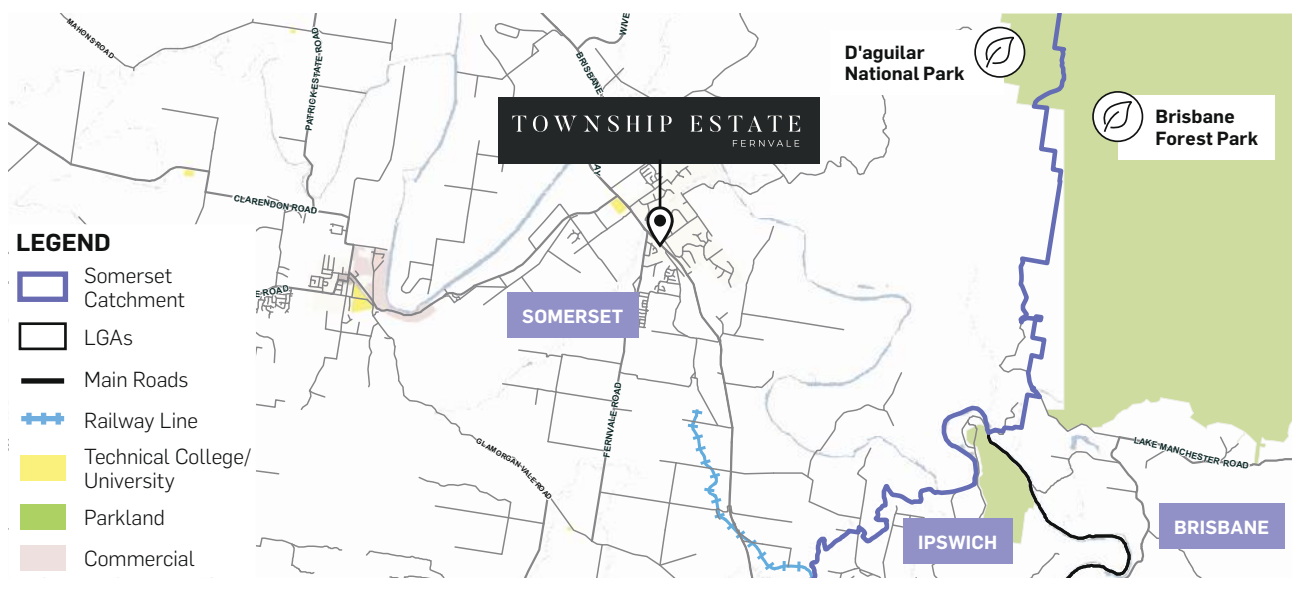 MAHONS ROAD
PATRICK ESTATE ROAD
BRISBANE
WIVE
AY
D'aguilar
National Park
Brisbane
Forest Park
TOWNSHIP ESTATE
FERNVALE
CLARENDON ROAD
E ROAD
LEGEND
Somerset
Catchment
LGAs
Main Roads
Railway Line
Technical College/
University
Parkland
Commercial
SOMERSET
FERNVALE ROAD
GLAMORGAN VALE ROAD
LAKE MANCHESTER ROAD
IPSWICH
BRISBANE